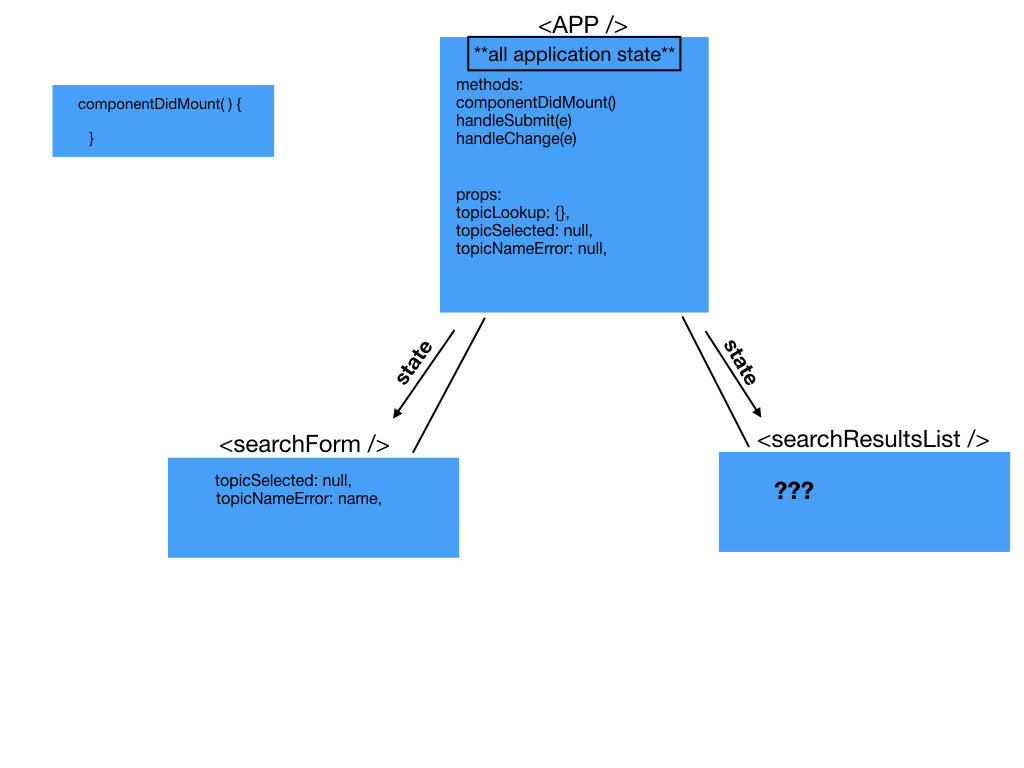 <APP />
**all application state**
methods:
componentDidMount()
handleSubmit(e)
handleChange(e)
props:
topicLookup: {},
topicSelected: null,
topicNameError: null,
componentDidMount( ) {
}
state
state
<searchForm />
topicSelected: null,
topicNameError: name,
<searchResultsList />
???